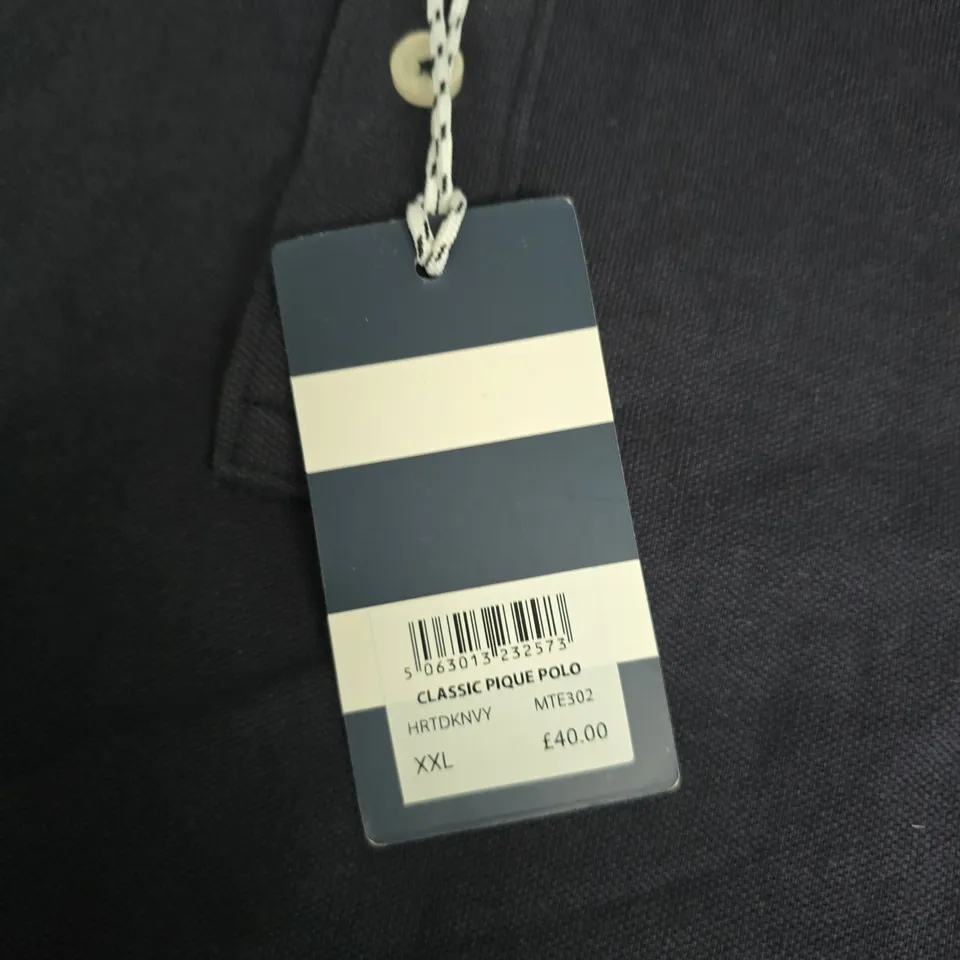 5 063013 232573
CLASSIC PIQUE POLO
HRTDKNVY MTE302
XXL £40.00